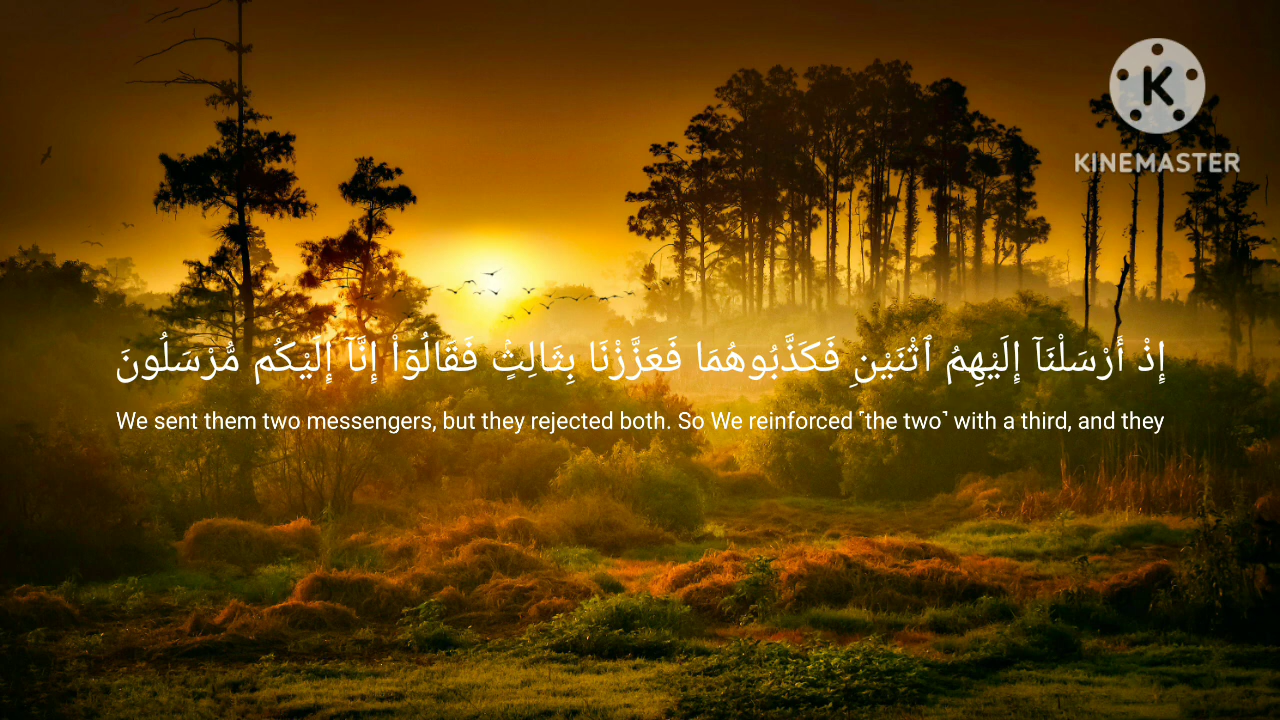 KINEMASTER
إِذْ أَرْسَلْنَآ إِلَيْهِمُ ٱثْنَيْنِ فَكَذَّبُوهُمَا فَعَزَّزْنَا بِثَالِثٍۢ فَقَالُوٓا۟ إِنَّآ إِلَيْكُم مُّرْسَلُونَ
We sent them two messengers, but they rejected both. So We reinforced ˹the two˺ with a third, and they